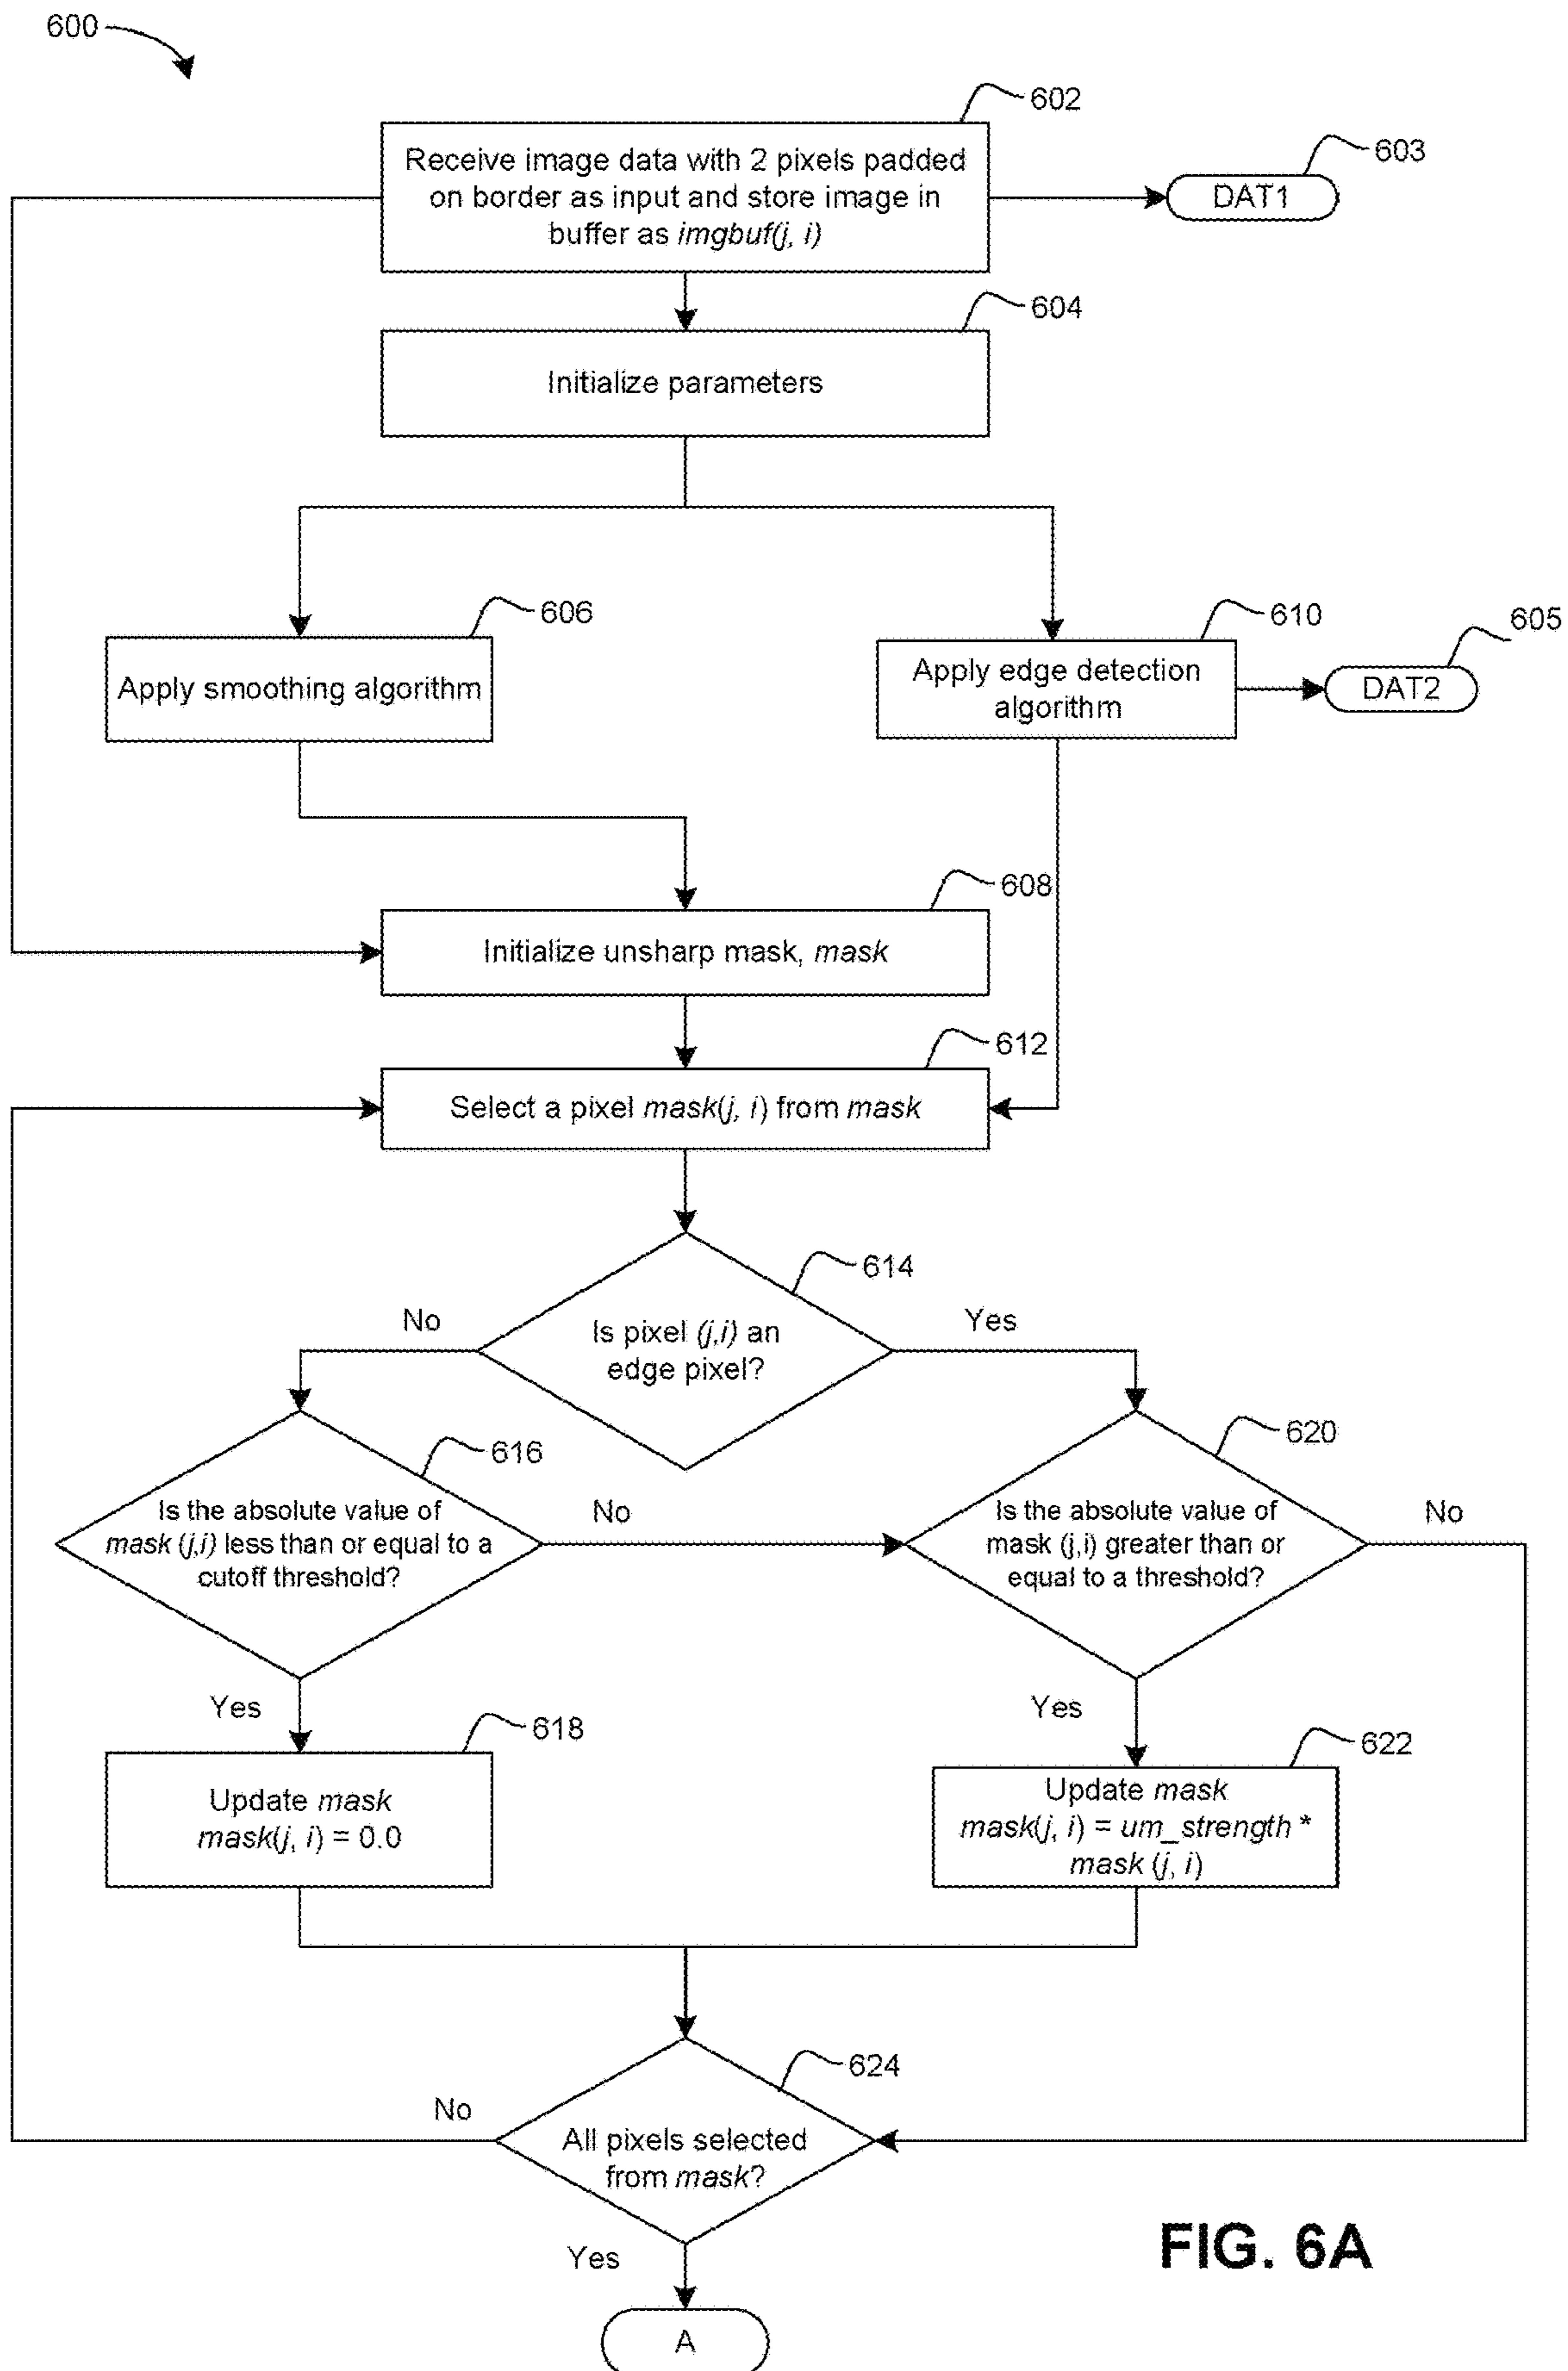 600
602
Receive image data with 2 pixels padded
on border as input and store image in
buffer as imgbuf(j, i)
603
DAT1
604
Initialize parameters
606
Apply smoothing algorithm
610
Apply edge detection
algorithm
605
DAT2
608
Initialize unsharp mask, mask
612
Select a pixel mask(j, i) from mask
614
Is pixel (j,i) an
edge pixel?
No
Yes
616
Is the absolute value of
mask (j,i) less than or equal to a
cutoff threshold?
No
620
Is the absolute value of
mask (j,i) greater than or
equal to a threshold?
No
Yes
618
Update mask
mask(j, i) = 0.0
Yes
622
Update mask
mask(j, i) = um_strength *
mask (j, i)
624
All pixels selected
from mask?
No
Yes
A
FIG. 6A